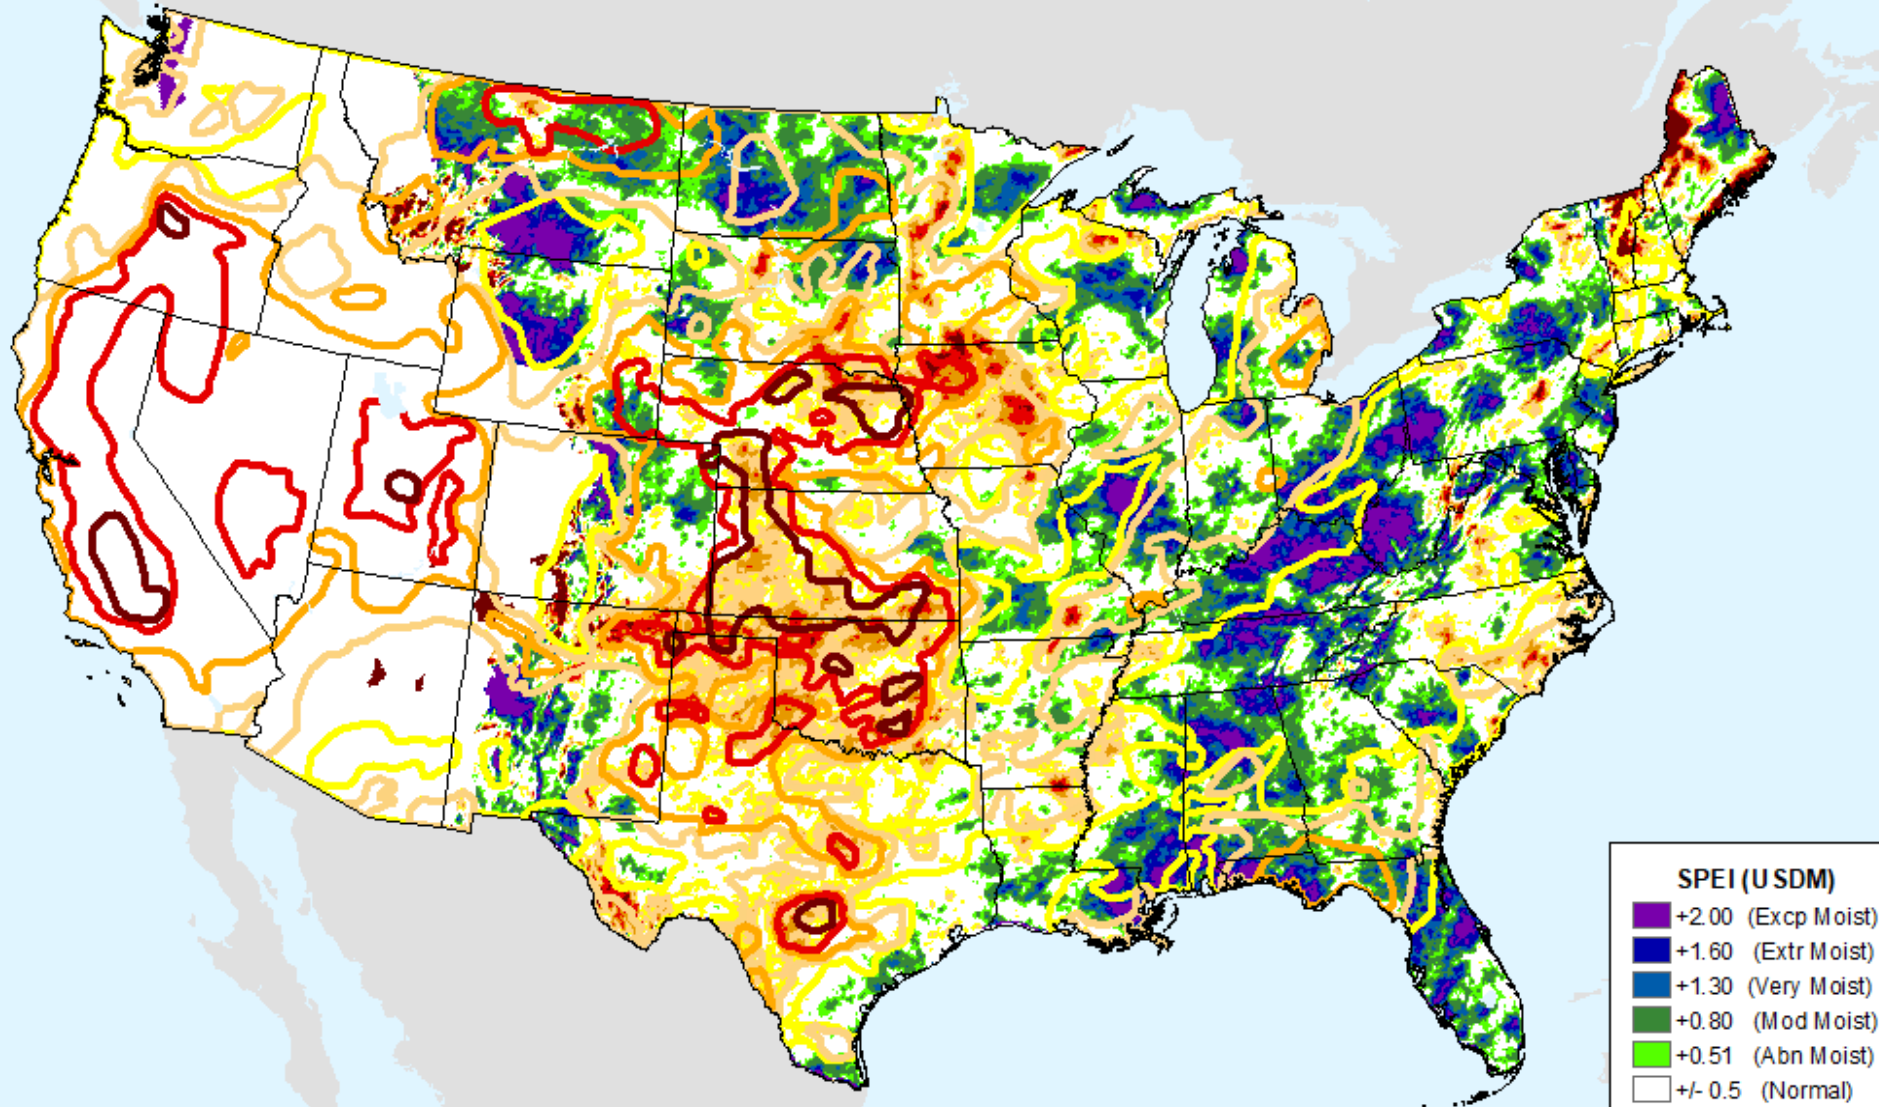 SPEI (USDM)
+2.00 (Excp Moist)
+1.60 (Extr Moist)
+1.30 (Very Moist)
+0.80 (Mod Moist)
+0.51 (Abn Moist)
+/- 0.5 (Normal)